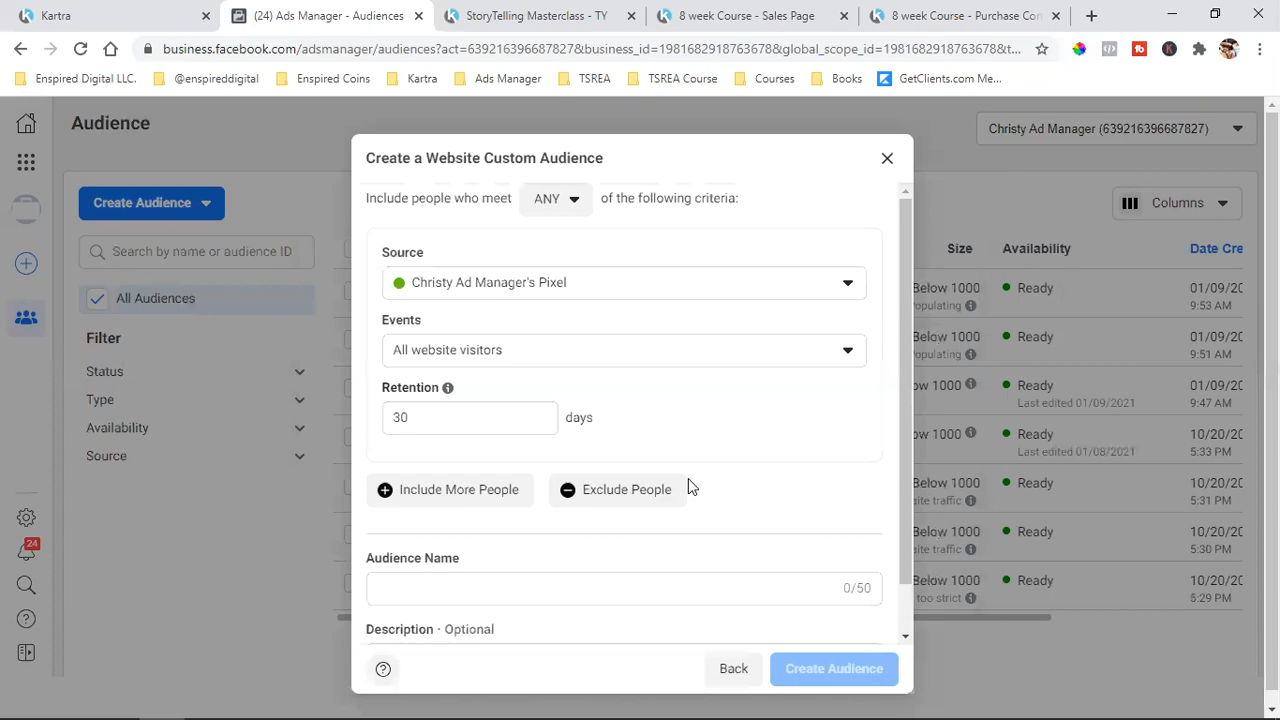 Kartra
(24) Ads Manager - Audiences
StoryTelling Masterclass - TY
8 week Course - Sales Page
8 week Course - Purchase Con
business.facebook.com/adsmanager/audiences?act=639216396687827&business_id=1981682918763678&global_scope_id=1981682918763678&t...
Enspired Digital LLC.
@enspireddigital
Enspired Coins
Kartra
Ads Manager
TSREA
TSREA Course
Courses
Books
GetClients.com Me...
Audience
Christy Ad Manager (639216396687827)
Create Audience
Columns
Search by name or audience ID
All Audiences
Filter
Status
Type
Availability
Source
24
Create a Website Custom Audience
Include people who meet ANY of the following criteria:
Source
Christy Ad Manager's Pixel
Events
All website visitors
Retention
30 days
Include More People
Exclude People
Audience Name
0/50
Description · Optional
Back
Create Audience
Size Availability Date Cre
Below 1000 Ready 01/09/20
opulating 9:53 AM
Below 1000 Ready 01/09/20
opulating 9:51 AM
ow 1000 Ready 01/09/20
Last edited 01/09/2021 9:47 AM
ow 1000 Ready 10/20/20
Last edited 01/08/2021 5:33 PM
Below 1000 Ready 10/20/20
site traffic 5:31 PM
Below 1000 Ready 10/20/20
site traffic 5:30 PM
Below 1000 Ready 10/20/20
too strict 5:29 PM